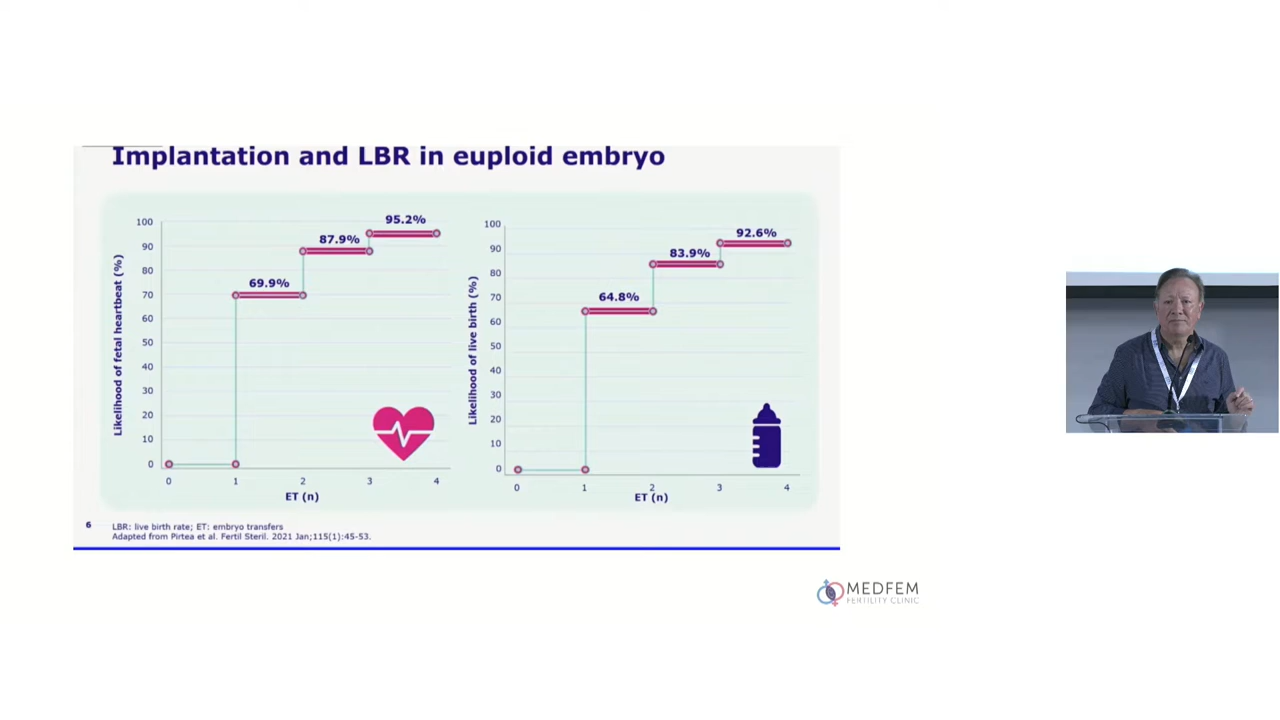 Implantation and LBR in euploid embryo
Likelihood of fetal heartbeat (%)
100
90
80
70
60
50
40
30
20
10
0
69.9%
87.9%
95.2%
0 1 2 3 4
ET (n)
Likelihood of live birth (%)
100
90
80
70
60
50
40
30
20
10
0
64.8%
83.9%
92.6%
0 1 2 3 4
ET (n)
6
LBR: live birth rate; ET: embryo transfers
Adapted from Pirtea et al. Fertil Steril. 2021 Jan;115(1):45-53.
MEDFEM
FERTILITY CLINIC